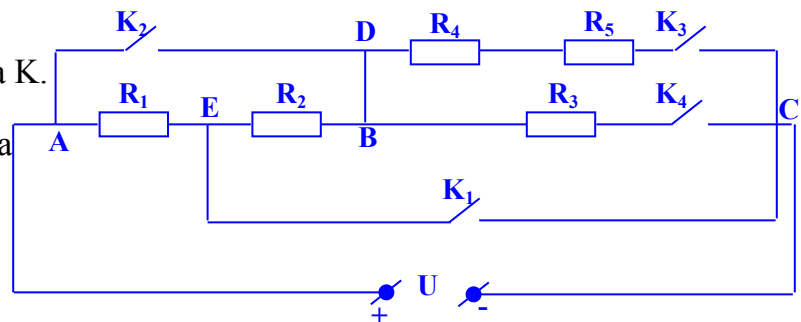 K₂ D R₄ R₅ K₃
a K.
R₁ E R₂ R₃ K₄
a A B C
K₁
U
+ -